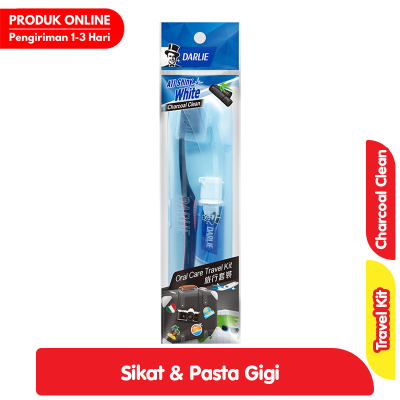 PRODUK ONLINE
Pengiriman 1-3 Hari
DARLIE
All Shiny
White
Charcoal Clean
DARLIE
DARLIE
Oral Care Travel Kit
旅行套裝
Charcoal Clean
Travel Kit
Sikat & Pasta Gigi